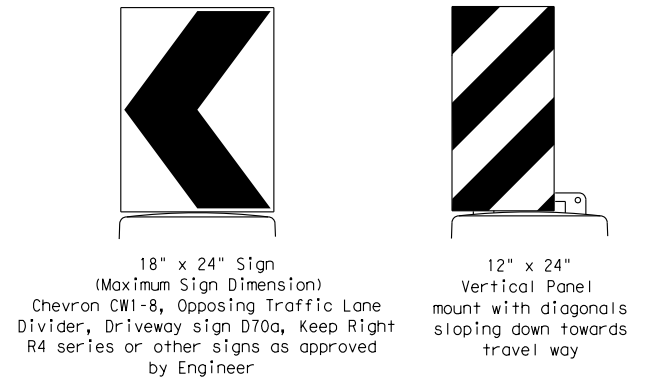 18" x 24" Sign
(Maximum Sign Dimension)
Chevron CW1-8, Opposing Traffic Lane
Divider, Driveway sign D70a, Keep Right
R4 series or other signs as approved
by Engineer
12" x 24"
Vertical Panel
mount with diagonals
sloping down towards
travel way